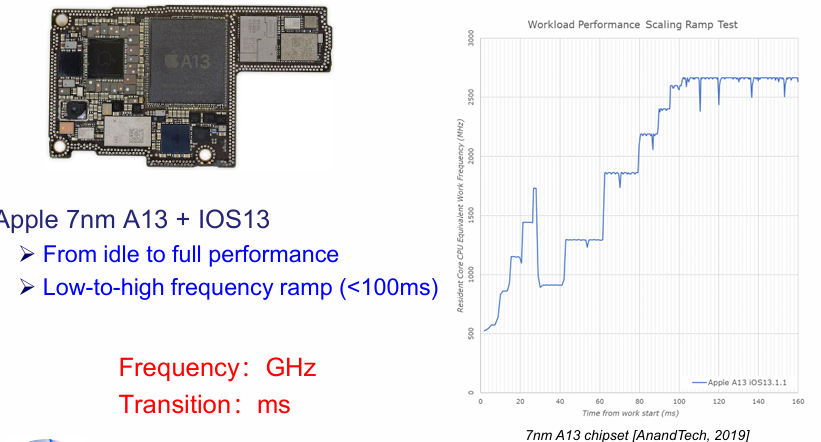 A13
Apple 7nm A13 + IOS13
➢ From idle to full performance
➢ Low-to-high frequency ramp (<100ms)
Frequency：GHz
Transition：ms
Workload Performance Scaling Ramp Test
Resident Core CPU Equivalent Work Frequency (MHz)
3000
2500
2000
1500
1000
500
0
0 20 40 60 80 100 120 140 160
Time from work start (ms)
Apple A13 iOS13.1.1
7nm A13 chipset [AnandTech, 2019]